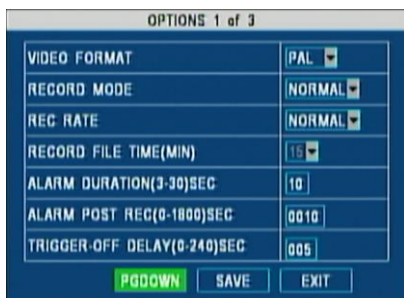 OPTIONS 1 of 3
VIDEO FORMAT PAL
RECORD MODE NORMAL
REC RATE NORMAL
RECORD FILE TIME(MIN) 15
ALARM DURATION(3-30)SEC 10
ALARM POST REC(0-1800)SEC 0010
TRIGGER-OFF DELAY(0-240)SEC 005
PGDOWN SAVE EXIT